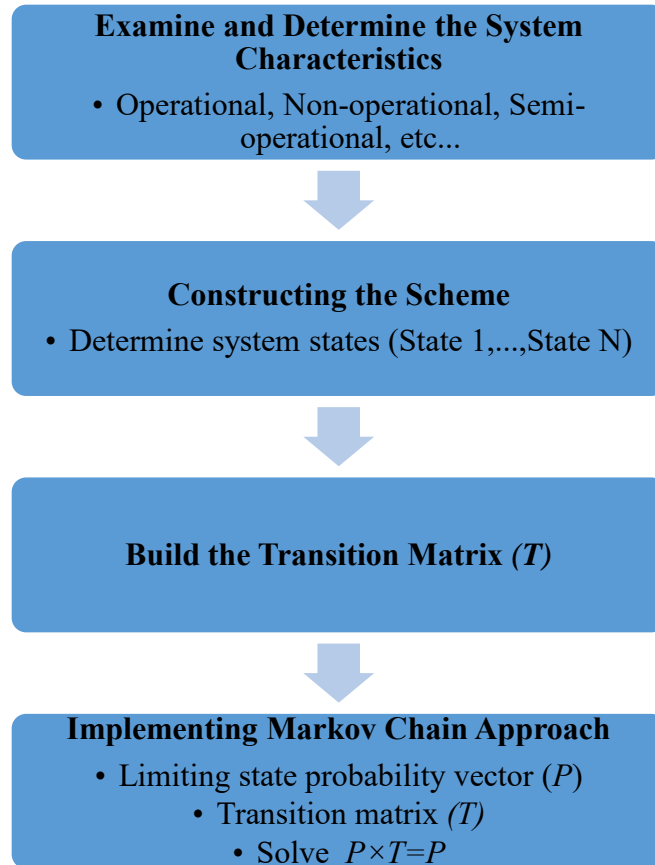 Examine and Determine the System
Characteristics
• Operational, Non-operational, Semi-
operational, etc...
Constructing the Scheme
• Determine system states (State 1,...,State N)
Build the Transition Matrix (T)
Implementing Markov Chain Approach
• Limiting state probability vector (P)
• Transition matrix (T)
• Solve P×T=P